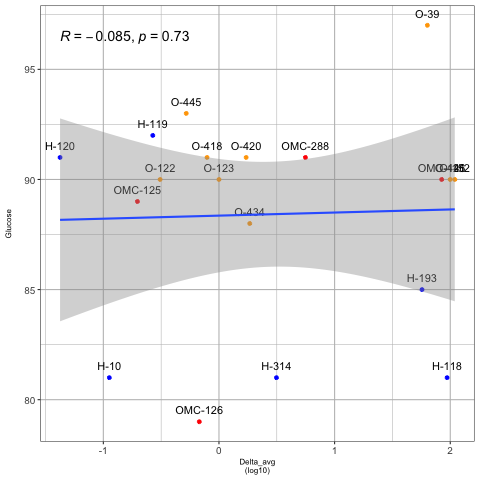 O-39
R = −0.085, p = 0.73
95
O-445
H-119
H-120
O-418
O-420
OMC-288
O-122
O-123
90
OMC-125
O-434
Glucose
H-193
85
H-10
H-314
H-118
OMC-126
80
-1
0
1
2
Delta_avg
(log10)